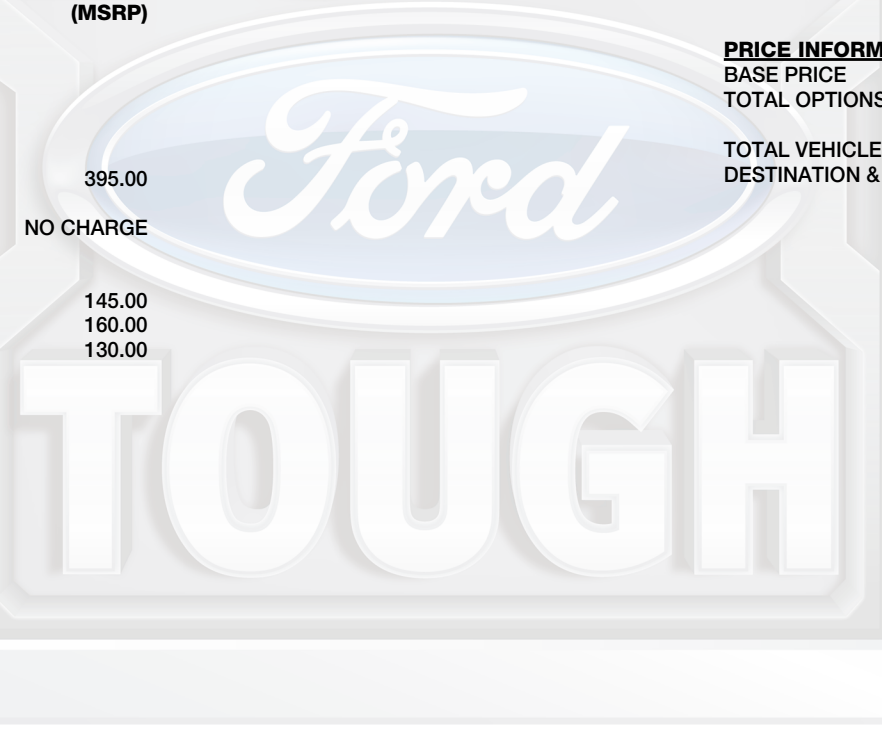 (MSRP)
395.00
NO CHARGE
145.00
160.00
130.00
PRICE INFORM
BASE PRICE
TOTAL OPTIONS
TOTAL VEHICLE
DESTINATION &
Ford
TOUGH